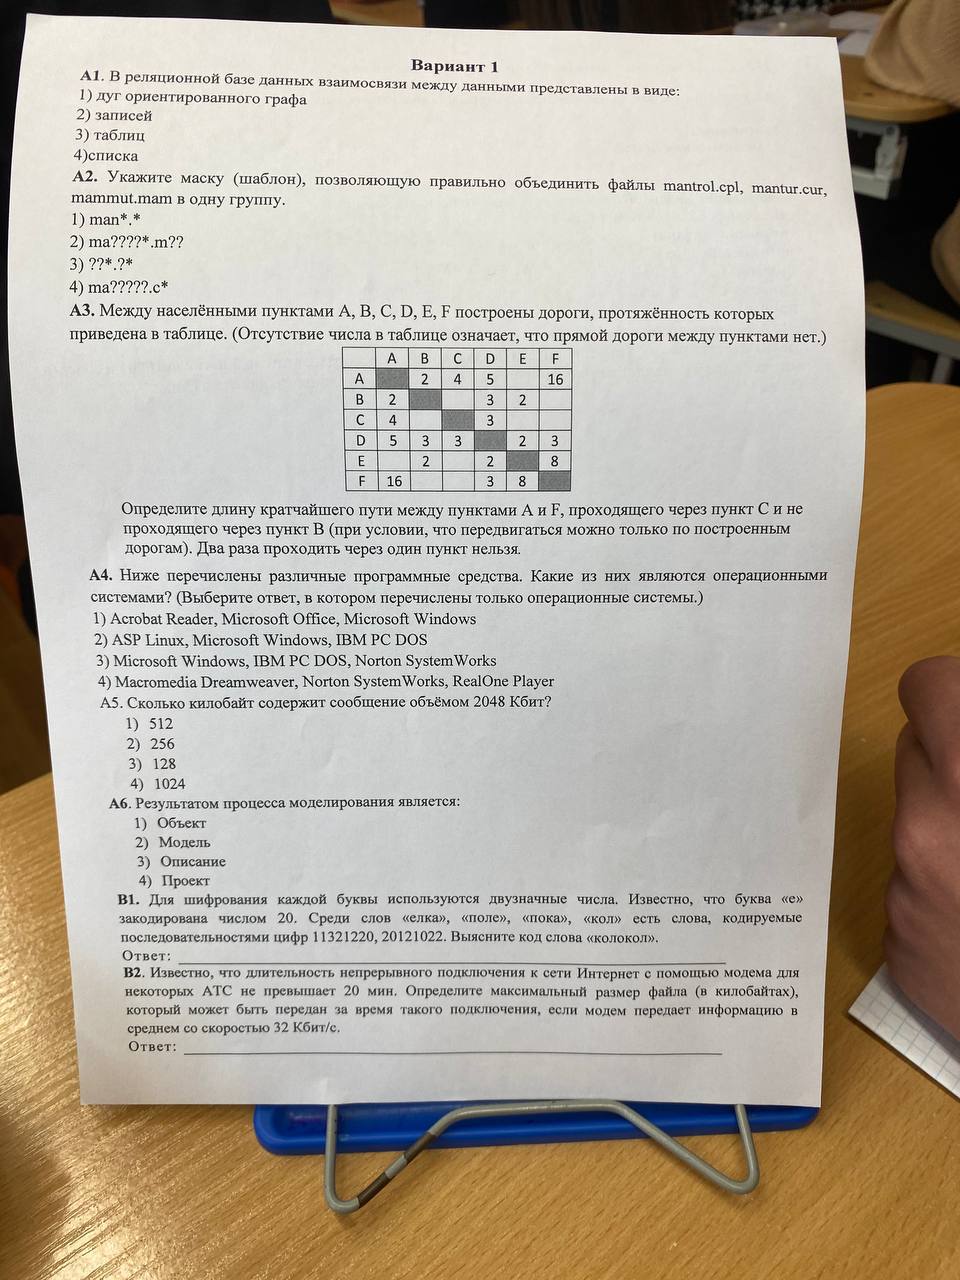 Вариант 1
А1. В реляционной базе данных взаимосвязи между данными представлены в виде:
1) дуг ориентированного графа
2) записей
3) таблиц
4)списка
А2. Укажите маску (шаблон), позволяющую правильно объединить файлы mantrol.cpl, mantur.cur,
mammut.mam в одну группу.
1) man*.*
2) ma????*.m??
3) ??*.?*
4) ma?????.c*
А3. Между населёнными пунктами A, B, C, D, E, F построены дороги, протяжённость которых
приведена в таблице. (Отсутствие числа в таблице означает, что прямой дороги между пунктами нет.)
A B C D E F
A 2 4 5 16
B 2 3 2
C 4 3
D 5 3 3 2 3
E 2 2 8
F 16 3 8
Определите длину кратчайшего пути между пунктами A и F, проходящего через пункт C и не
проходящего через пункт B (при условии, что передвигаться можно только по построенным
дорогам). Два раза проходить через один пункт нельзя.
А4. Ниже перечислены различные программные средства. Какие из них являются операционными
системами? (Выберите ответ, в котором перечислены только операционные системы.)
1) Acrobat Reader, Microsoft Office, Microsoft Windows
2) ASP Linux, Microsoft Windows, IBM PC DOS
3) Microsoft Windows, IBM PC DOS, Norton SystemWorks
4) Macromedia Dreamweaver, Norton SystemWorks, RealOne Player
А5. Сколько килобайт содержит сообщение объёмом 2048 Кбит?
1) 512
2) 256
3) 128
4) 1024
А6. Результатом процесса моделирования является:
1) Объект
2) Модель
3) Описание
4) Проект
В1. Для шифрования каждой буквы используются двузначные числа. Известно, что буква «е»
закодирована числом 20. Среди слов «елка», «поле», «пока», «кол» есть слова, кодируемые
последовательностями цифр 11321220, 20121022. Выясните код слова «колокол».
Ответ:
В2. Известно, что длительность непрерывного подключения к сети Интернет с помощью модема для
некоторых АТС не превышает 20 мин. Определите максимальный размер файла (в килобайтах),
который может быть передан за время такого подключения, если модем передает информацию в
среднем со скоростью 32 Кбит/с.
Ответ: